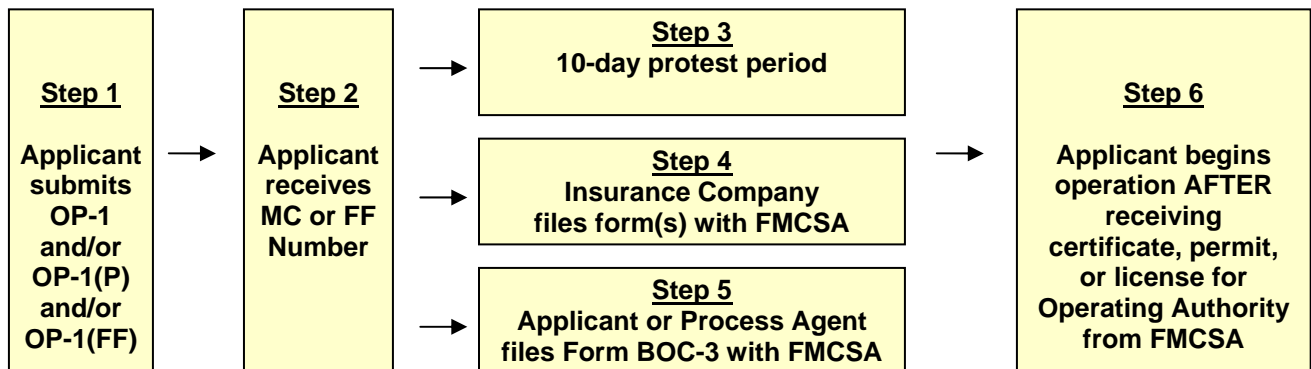 Step 1
Applicant
submits
OP-1
and/or
OP-1(P)
and/or
OP-1(FF)
Step 2
Applicant
receives
MC or FF
Number
Step 3
10-day protest period
Step 4
Insurance Company
files form(s) with FMCSA
Step 5
Applicant or Process Agent
files Form BOC-3 with FMCSA
Step 6
Applicant begins
operation AFTER
receiving
certificate, permit,
or license for
Operating Authority
from FMCSA